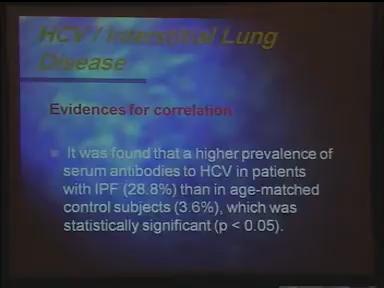 HCV / Interstitial Lung
Disease
Evidences for correlation
It was found that a higher prevalence of
serum antibodies to HCV in patients
with IPF (28.8%) than in age-matched
control subjects (3.6%), which was
statistically significant (p < 0.05).